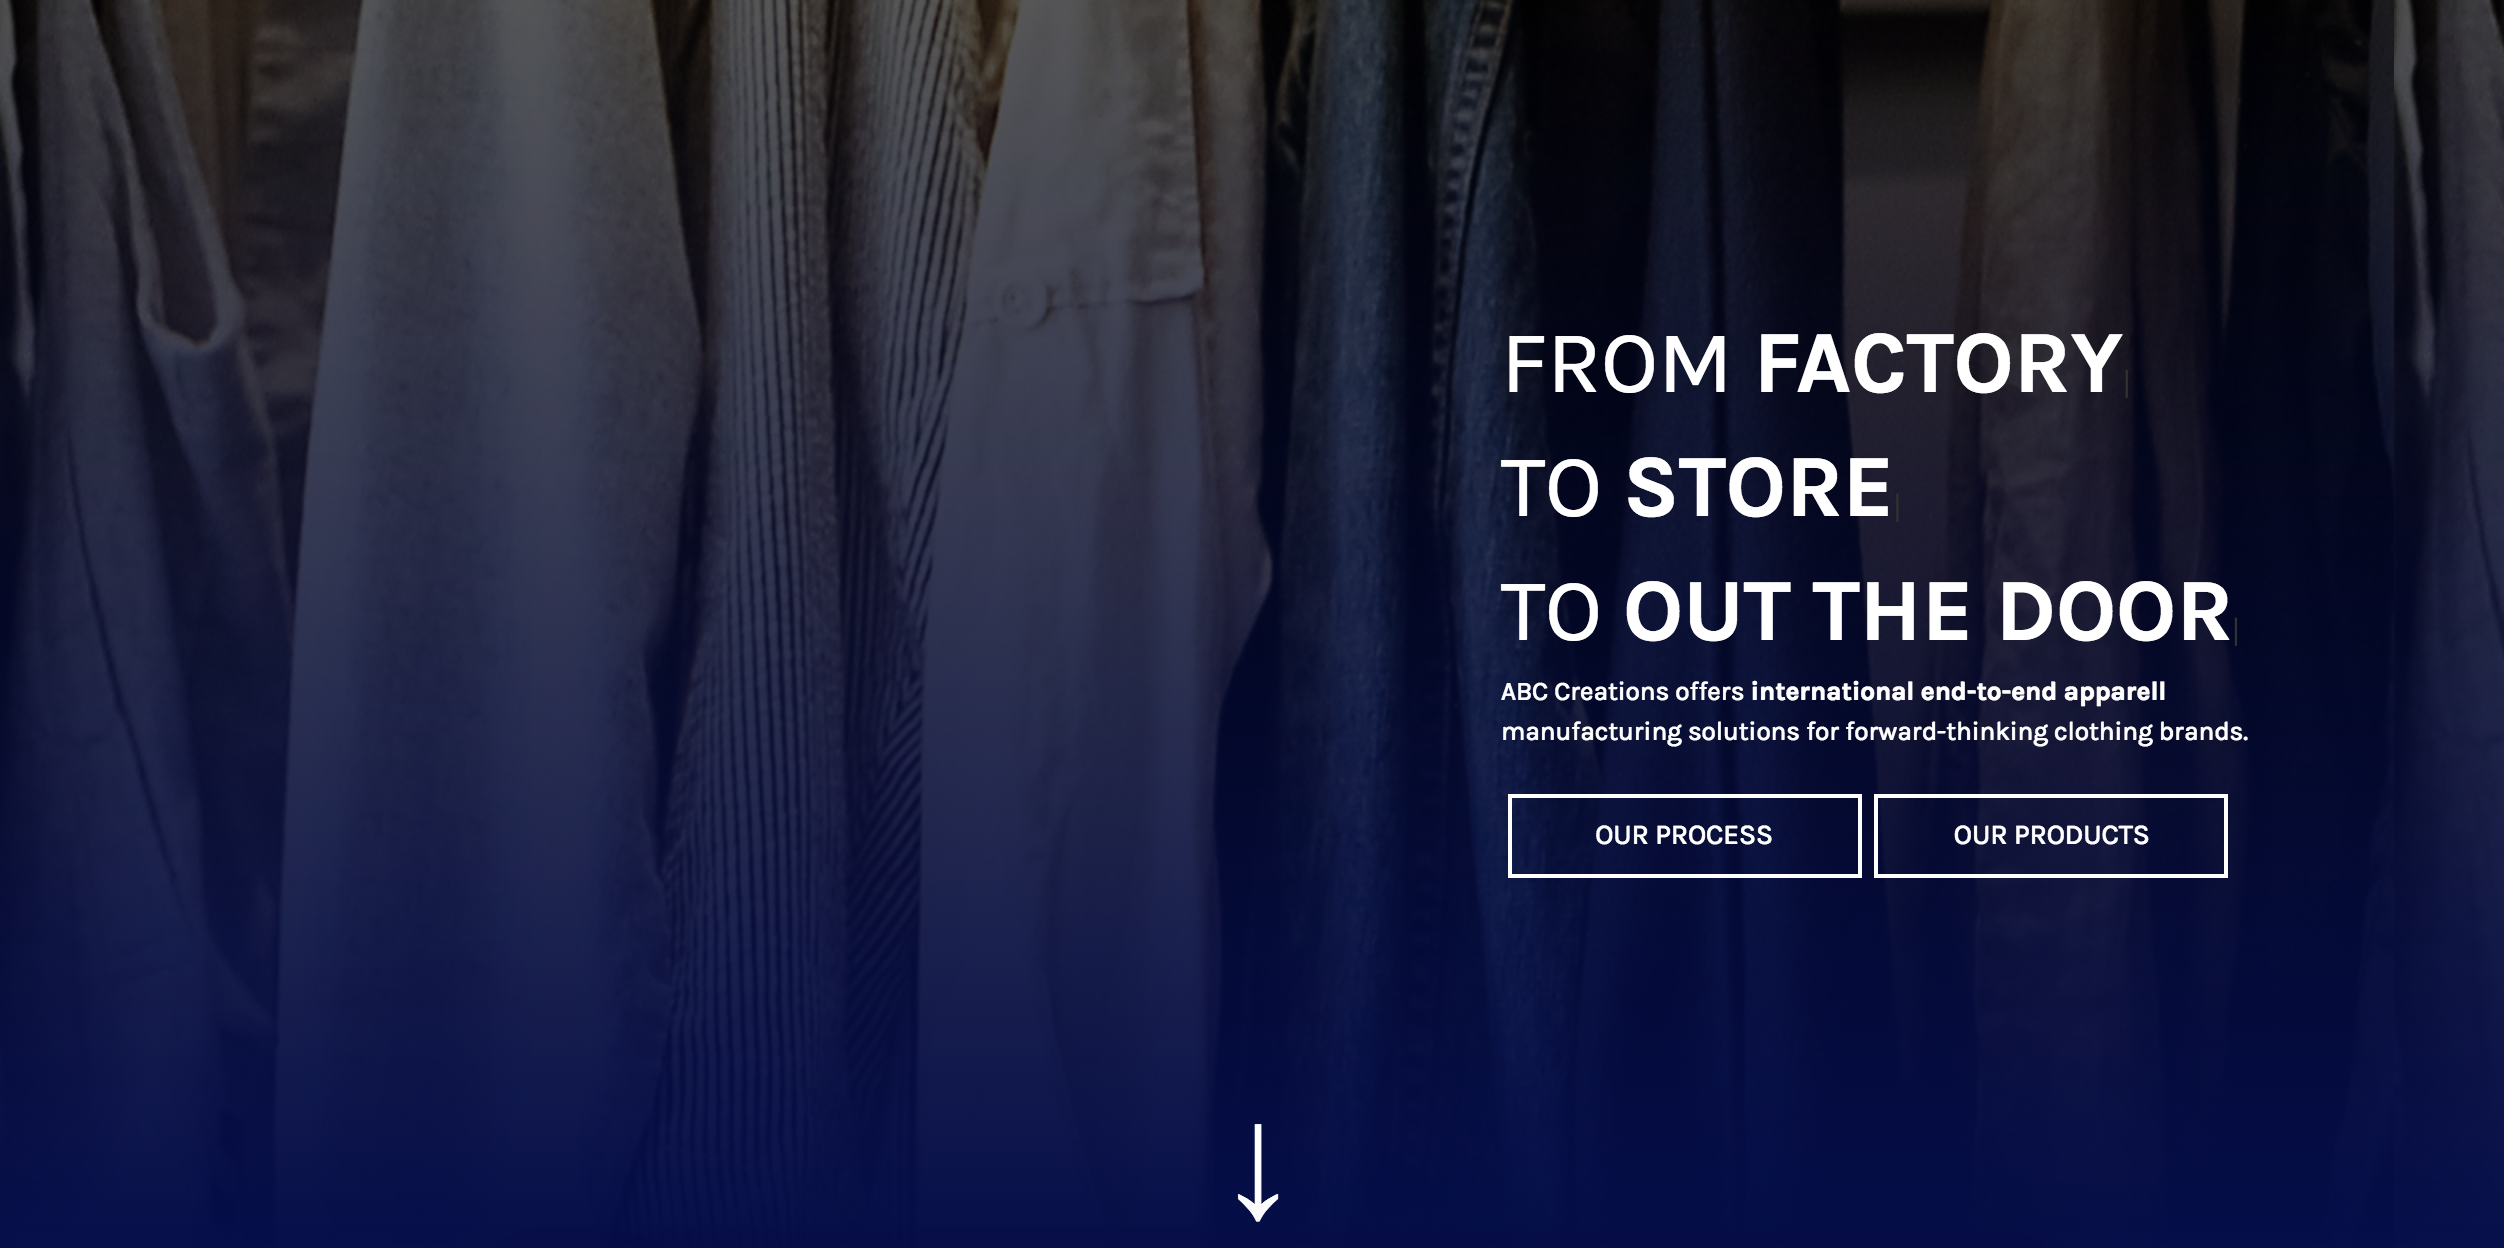 FROM FACTORY
TO STORE
TO OUT THE DOOR
ABC Creations offers international end-to-end apparell
manufacturing solutions for forward-thinking clothing brands.
OUR PROCESS
OUR PRODUCTS